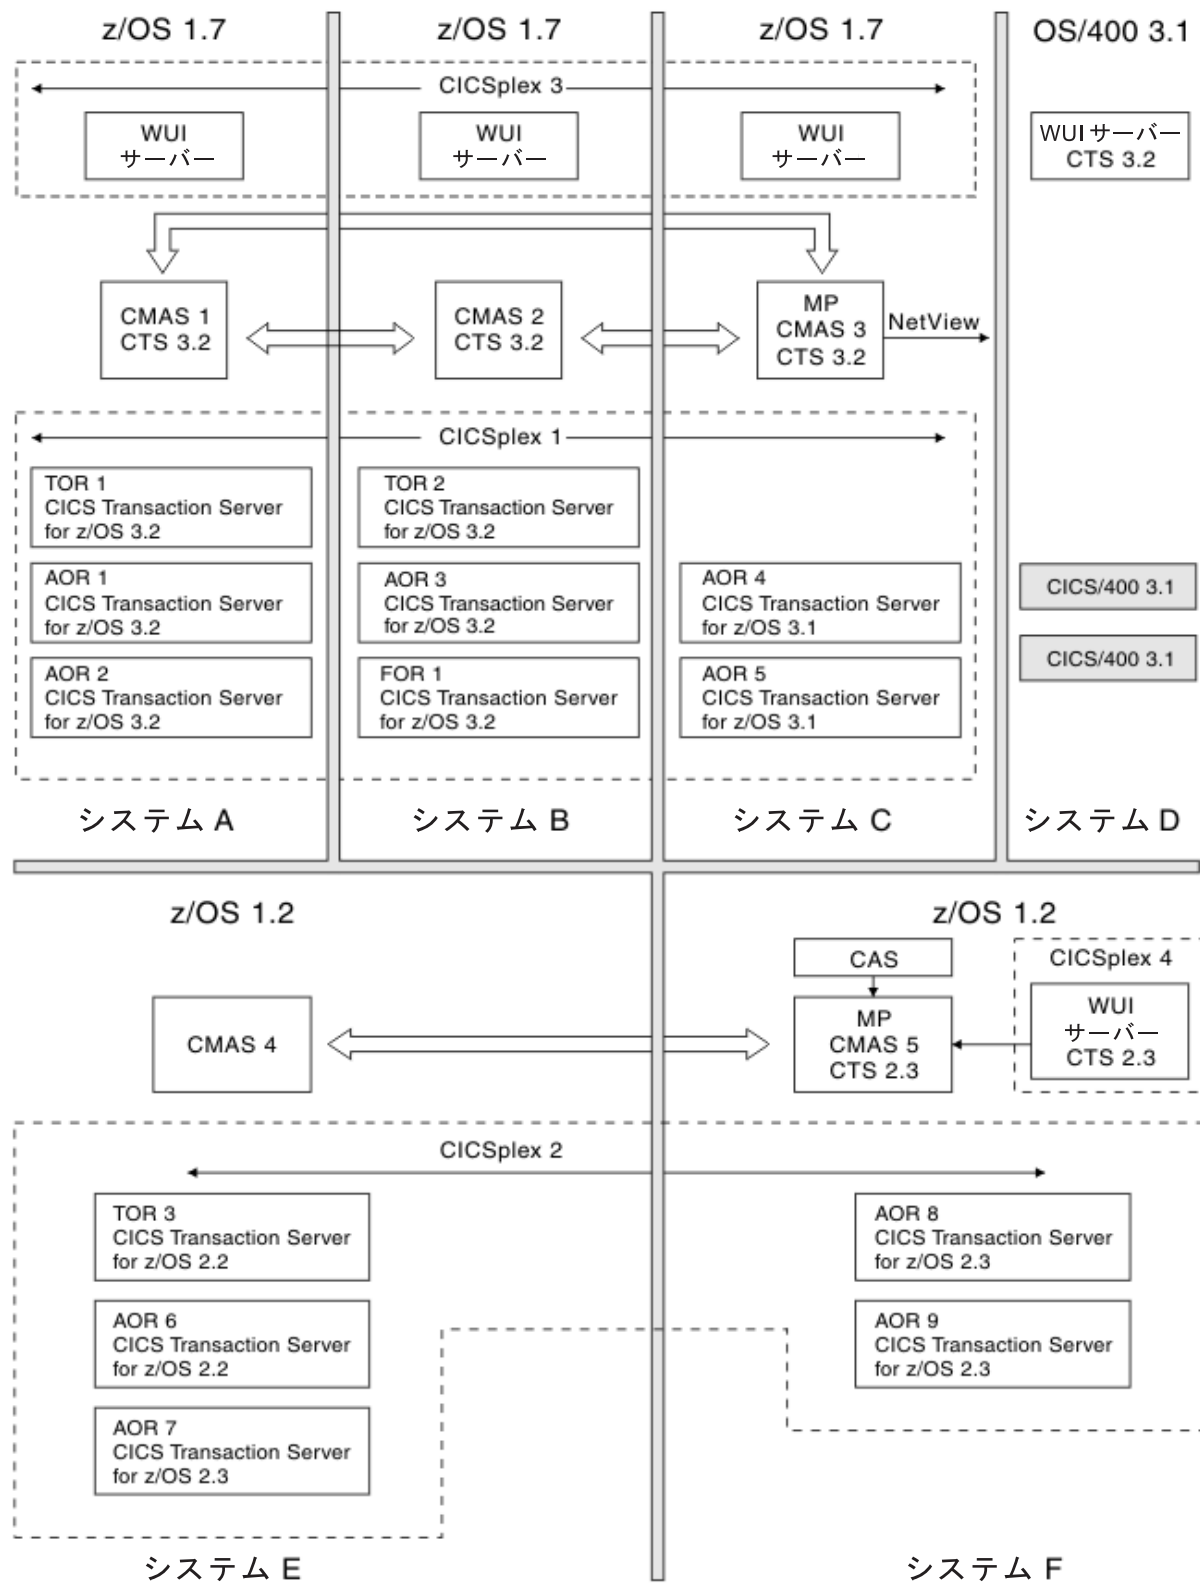 z/OS 1.7
z/OS 1.7
z/OS 1.7
OS/400 3.1
CICSplex 3
WUI
サーバー
WUI
サーバー
WUI
サーバー
WUI サーバー
CTS 3.2
CMAS 1
CTS 3.2
CMAS 2
CTS 3.2
MP
CMAS 3
CTS 3.2
NetView
CICSplex 1
TOR 1
CICS Transaction Server
for z/OS 3.2
TOR 2
CICS Transaction Server
for z/OS 3.2
AOR 1
CICS Transaction Server
for z/OS 3.2
AOR 3
CICS Transaction Server
for z/OS 3.2
AOR 4
CICS Transaction Server
for z/OS 3.1
CICS/400 3.1
AOR 2
CICS Transaction Server
for z/OS 3.2
FOR 1
CICS Transaction Server
for z/OS 3.2
AOR 5
CICS Transaction Server
for z/OS 3.1
CICS/400 3.1
システム A
システム B
システム C
システム D
z/OS 1.2
z/OS 1.2
CAS
CICSplex 4
CMAS 4
MP
CMAS 5
CTS 2.3
WUI
サーバー
CTS 2.3
CICSplex 2
TOR 3
CICS Transaction Server
for z/OS 2.2
AOR 8
CICS Transaction Server
for z/OS 2.3
AOR 6
CICS Transaction Server
for z/OS 2.2
AOR 9
CICS Transaction Server
for z/OS 2.3
AOR 7
CICS Transaction Server
for z/OS 2.3
システム E
システム F